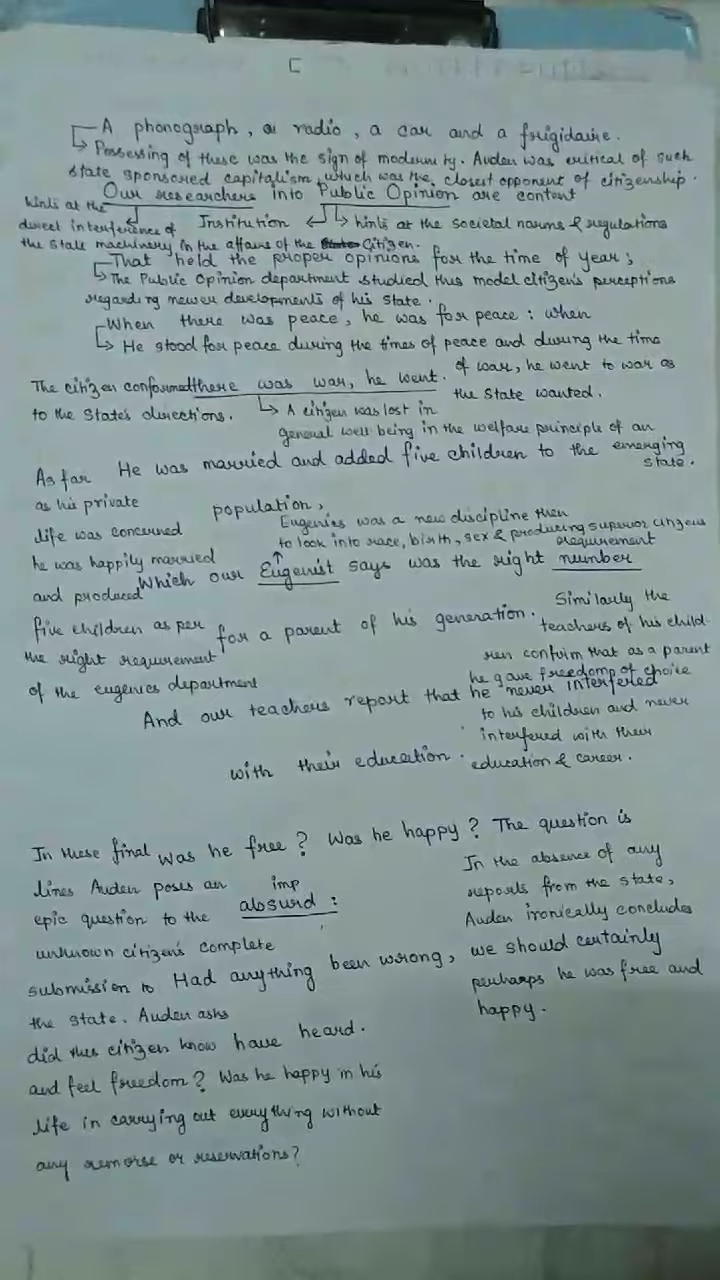 C
A phonograph, a radio, a car and a frigidaire.
Possessing of these was the sign of modernity. Auden was critical of such
state sponsored capitalism, which was the closest opponent of citizenship.
Our researchers into Public Opinion are content
hints at the
direct interference of Institution hints at the societal norms & regulations
the state machinery in the affairs of the citizen.
That held the proper opinions for the time of year;
The Public Opinion department studied this model citizen's perceptions
regarding newer developments of his state.
When there was peace, he was for peace: when
He stood for peace during the times of peace and during the time
of war, he went to war as
the State wanted.
there was war, he went.
The citizen conformed
to the State's directions.
A citizen was lost in
general well being in the welfare principle of an
emerging
state.
He was married and added five children to the
population,
As far
as his private
life was concerned
he was happily married
and produced
five children as per
the right requirement
of the eugenics department
Eugenics was a new discipline then
to look into race, birth, sex & producing superior citizens
requirement
Which our Eugenist says was the right number
for a parent of his generation.
Similarly the
teachers of his child-
ren confirm that as a parent
he gave freedomp of choice
to his children and never
interfered with their
education & career.
And our teachers report that he never interfered
with their education.
Was he free? Was he happy? The question is
imp
absurd:
Had anything been wrong, we should certainly
have heard.
In these final
lines Auden poses an
epic question to the
unknown citizen's complete
submission to
the state. Auden asks
did this citizen know
and feel freedom? Was he happy in his
life in carrying out everything without
any remorse or reservations?
In the absence of any
reports from the state,
Auden ironically concludes
perhaps he was free and
happy.